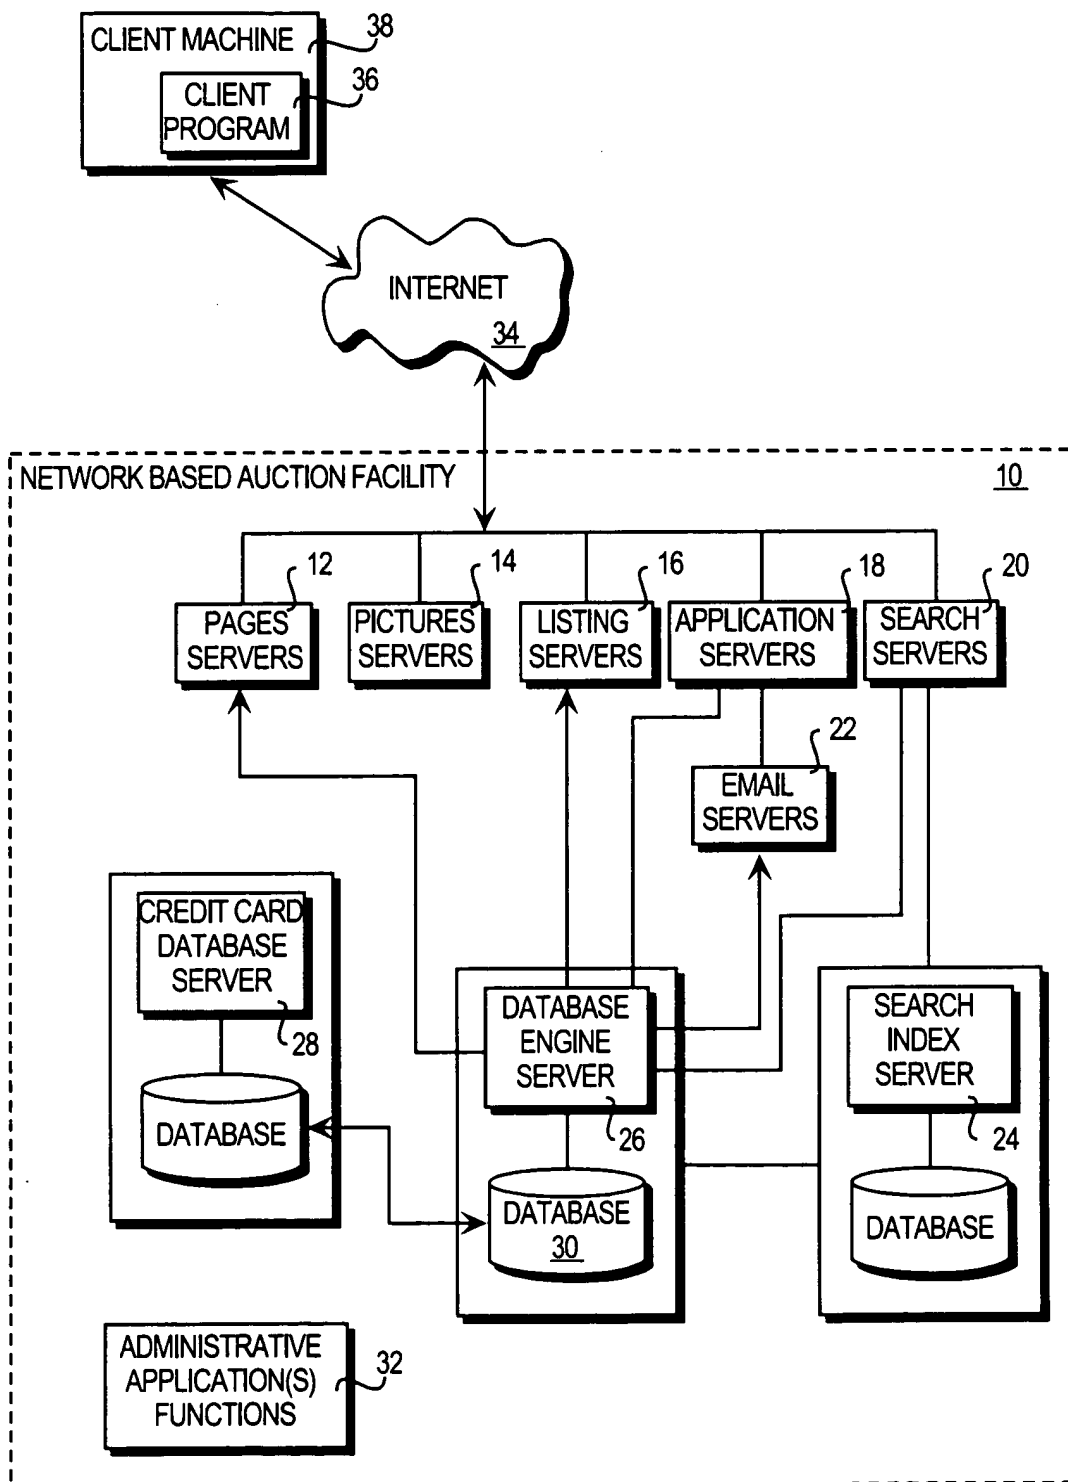 CLIENT MACHINE
38
CLIENT
PROGRAM
36
INTERNET
34
NETWORK BASED AUCTION FACILITY
10
12
14
16
18
20
PAGES
SERVERS
PICTURES
SERVERS
LISTING
SERVERS
APPLICATION
SERVERS
SEARCH
SERVERS
22
EMAIL
SERVERS
CREDIT CARD
DATABASE
SERVER
28
DATABASE
DATABASE
ENGINE
SERVER
26
DATABASE
30
SEARCH
INDEX
SERVER
24
DATABASE
ADMINISTRATIVE
APPLICATION(S)
FUNCTIONS
32